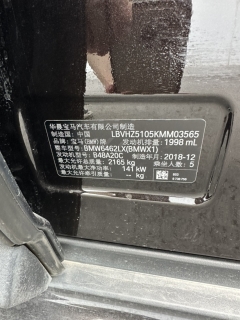 华晨宝马汽车有限公司制造
制造国：中国 LBVHZ5105KMM03565
品牌：宝马(BMW)牌 发动机排量：1998 mL
整车型号：BMW6462LX(BMWX1)
发动机型号：B48A20C 制造年月：2018-12
最大允许总质量：2165 kg 乘坐人数：5
发动机最大净功率：141 kW
最大允许牵引质量：-- kg